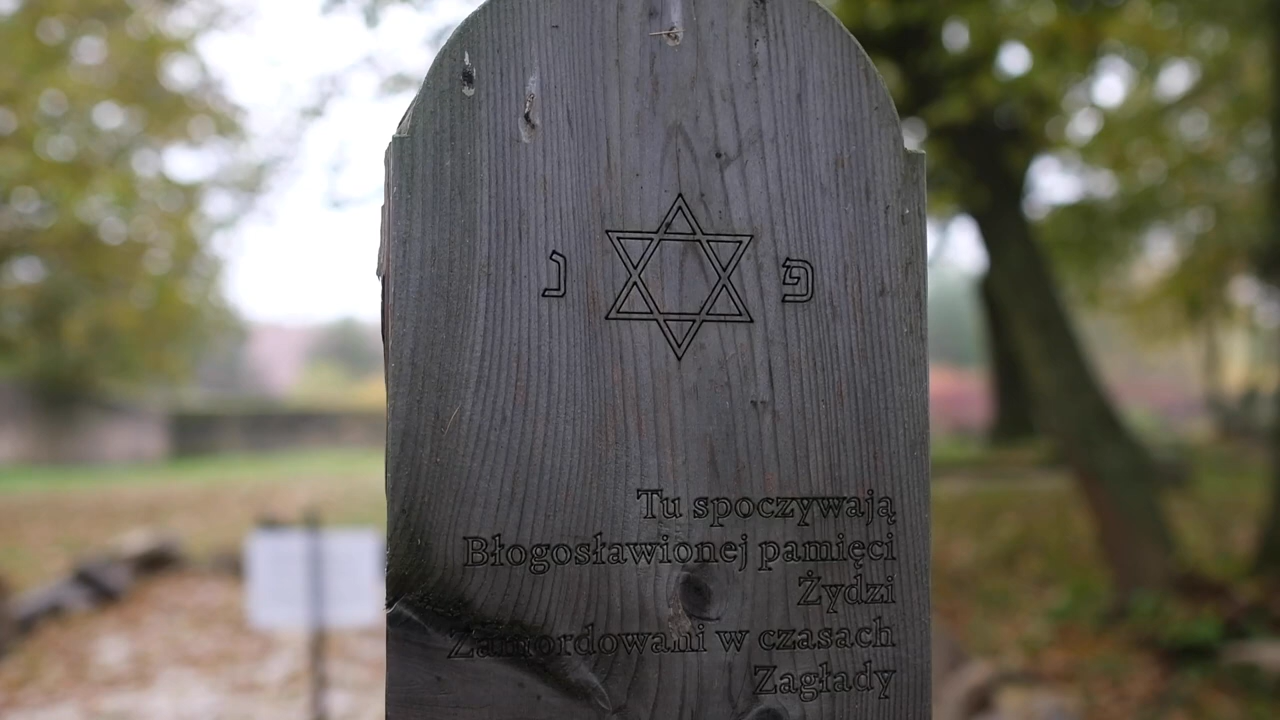 פ נ
Tu spoczywają
Błogosławionej pamięci
Żydzi
Zamordowani w czasach
Zagłady